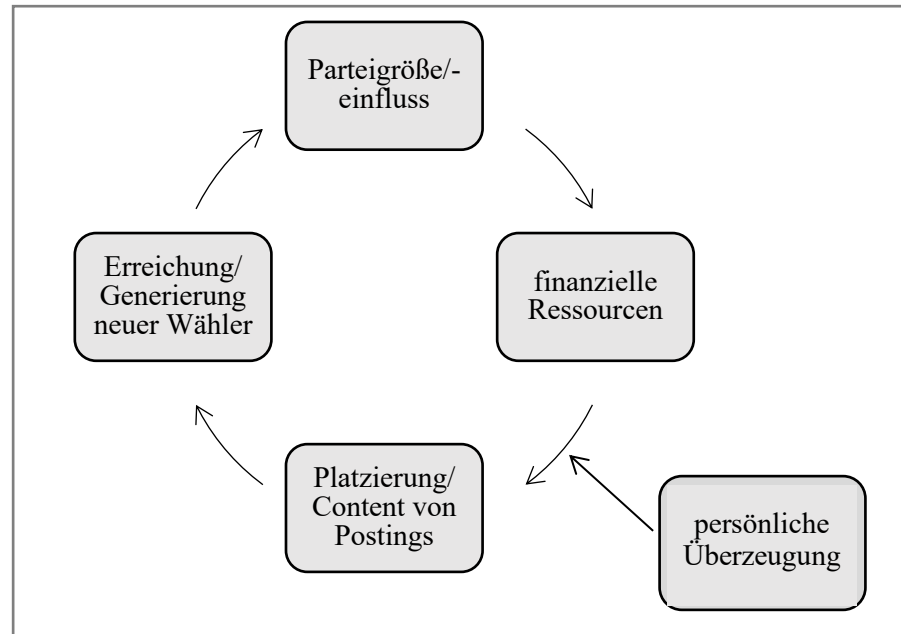 Parteigröße/-
einfluss
finanzielle
Ressourcen
Platzierung/
Content von
Postings
Erreichung/
Generierung
neuer Wähler
persönliche
Überzeugung